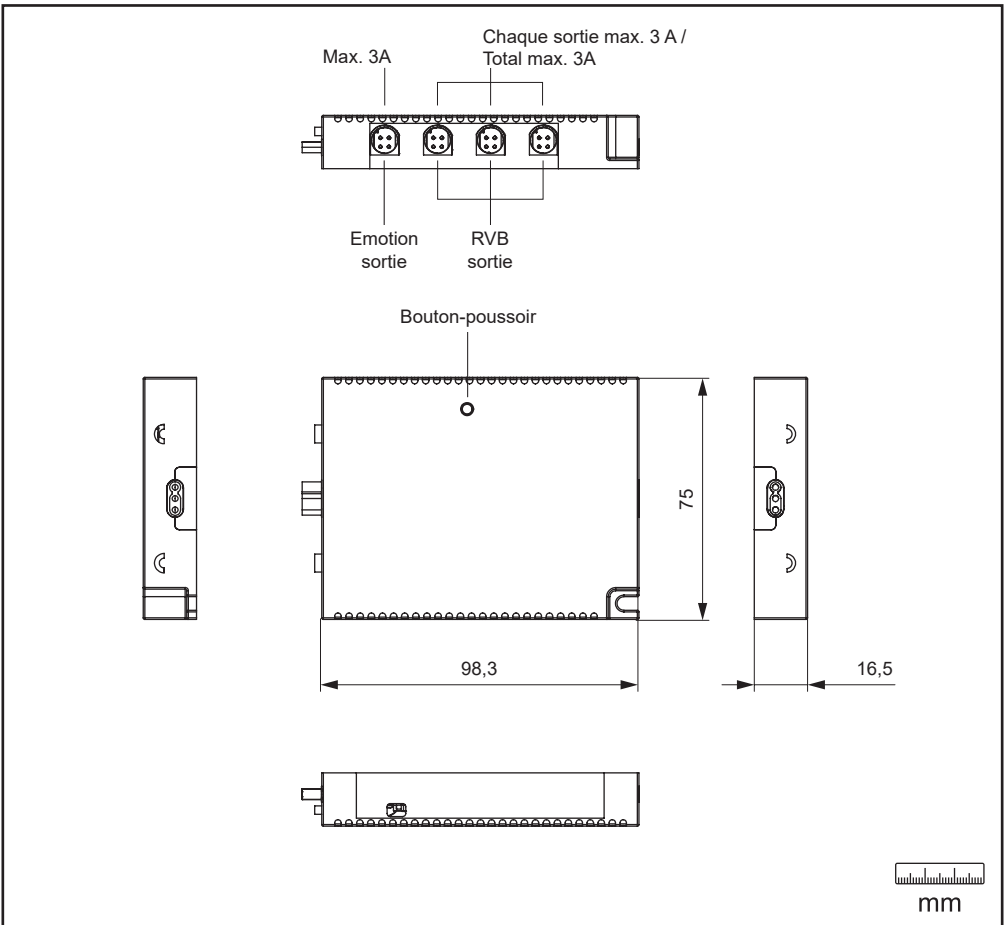 Chaque sortie max. 3 A /
Total max. 3A
Max. 3A
Emotion
sortie
RVB
sortie
Bouton-poussoir
75
98,3
16,5
mm